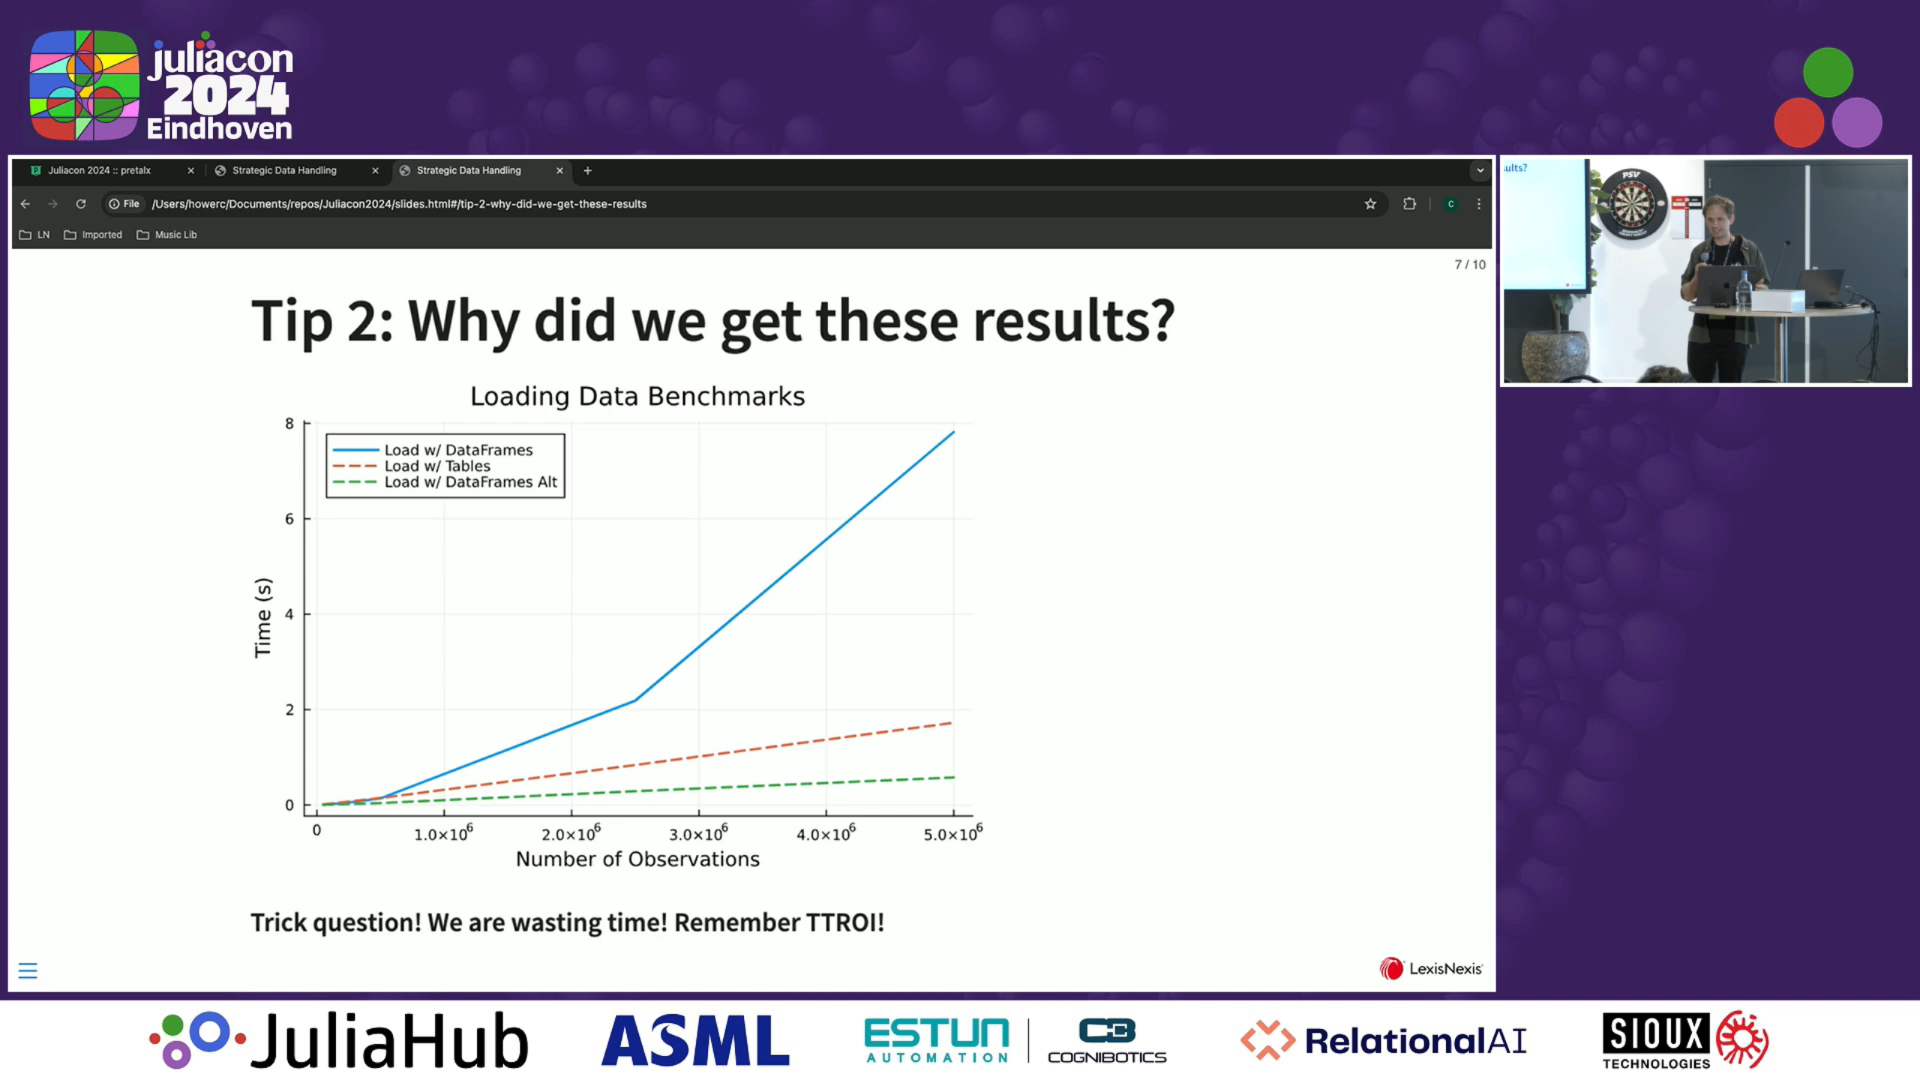 juliacon
2024
Eindhoven
Juliacon 2024 :: pretalx
Strategic Data Handling
Strategic Data Handling
File
/Users/howerc/Documents/repos/Juliacon2024/slides.html#/tip-2-why-did-we-get-these-results
C
LN
Imported
Music Lib
7 / 10
Tip 2: Why did we get these results?
Loading Data Benchmarks
Load w/ DataFrames
Load w/ Tables
Load w/ DataFrames Alt
8
6
4
2
0
Time (s)
0
1.0×10⁶
2.0×10⁶
3.0×10⁶
4.0×10⁶
5.0×10⁶
Number of Observations
Trick question! We are wasting time! Remember TTROI!
LexisNexis
ults?
PSV
JuliaHub
ASML
ESTUN
AUTOMATION
COGNIBOTICS
RelationalAI
SIOUX
TECHNOLOGIES